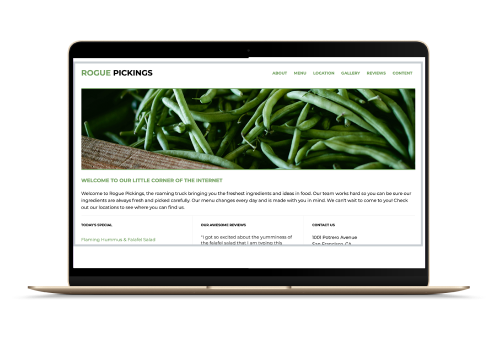 ROGUE PICKINGS
ABOUT MENU LOCATION GALLERY REVIEWS CONTENT
WELCOME TO OUR LITTLE CORNER OF THE INTERNET
Welcome to Rogue Pickings, the roaming truck bringing you the freshest ingredients and ideas in food. Our team works hard so you can be sure our
ingredients are always fresh and picked carefully. Our menu changes every day and is made with you in mind. We can't wait to come to your Check
out our locations to see where you can find us.
TODAY'S SPECIAL
Flaming Hummus & Falafel Salad
OUR AWESOME REVIEWS
"I got so excited about the yumminess of
the falafel salad that I am typing this
CONTACT US
1001 Potrero Avenue
San Francisco, CA